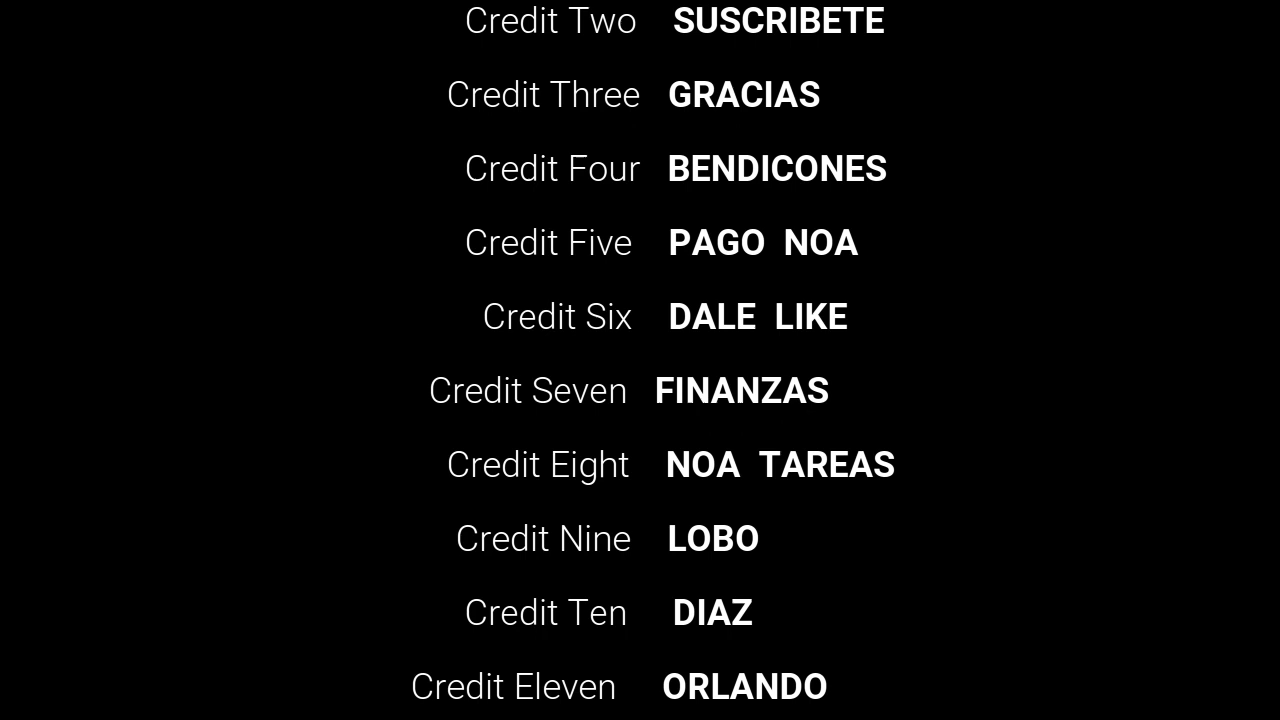 Credit Two SUSCRIBETE
Credit Three GRACIAS
Credit Four BENDICONES
Credit Five PAGO NOA
Credit Six DALE LIKE
Credit Seven FINANZAS
Credit Eight NOA TAREAS
Credit Nine LOBO
Credit Ten DIAZ
Credit Eleven ORLANDO